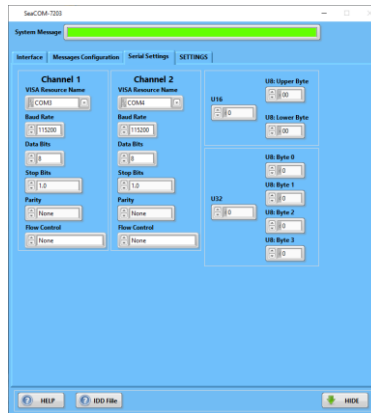 SeaCOM-7203
System Message
Interface Messages Configuration Serial Settings SETTINGS
Channel 1
VISA Resource Name
COM3
Baud Rate
115200
Data Bits
8
Stop Bits
1.0
Parity
None
Flow Control
None
Channel 2
VISA Resource Name
COM4
Baud Rate
115200
Data Bits
8
Stop Bits
1.0
Parity
None
Flow Control
None
U16
0
U8: Upper Byte
00
U8: Lower Byte
00
U32
0
U8: Byte 0
0
U8: Byte 1
0
U8: Byte 2
0
U8: Byte 3
0
HELP
IDD File
HIDE